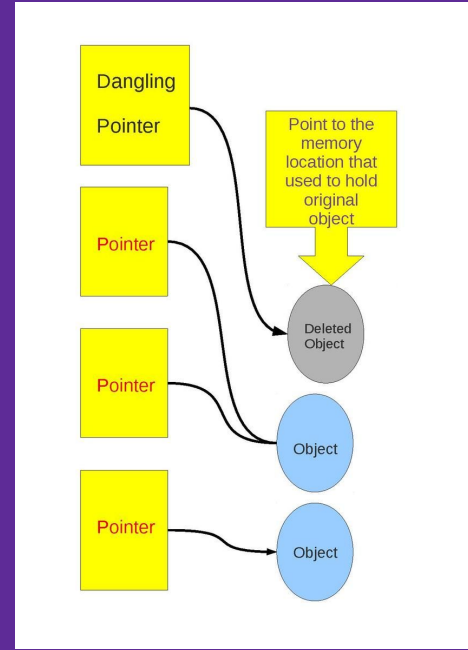 Dangling
Pointer
Point to the
memory
location that
used to hold
original
object
Pointer
Deleted
Object
Pointer
Object
Pointer
Object